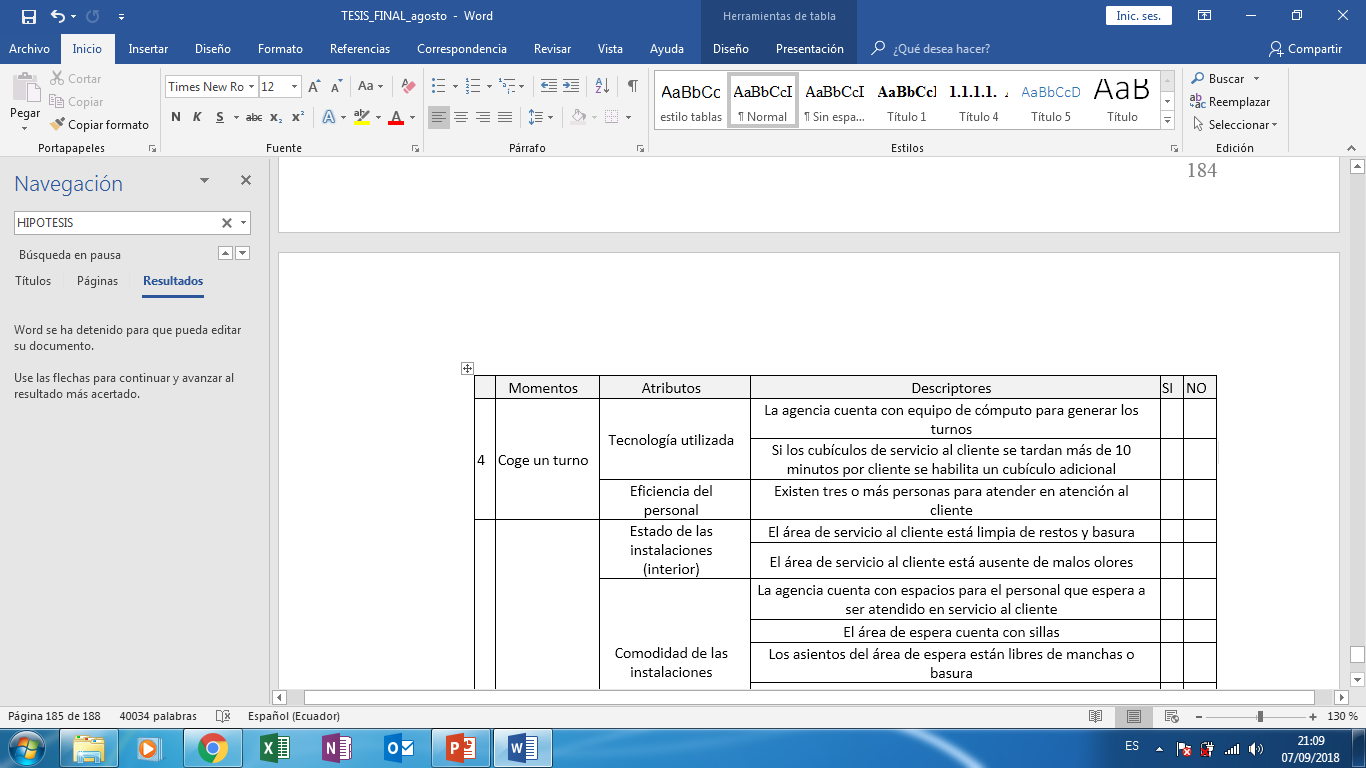 TESIS_FINAL_agosto - Word
Herramientas de tabla
Inic. ses.
Archivo Inicio Insertar Diseño Formato Referencias Correspondencia Revisar Vista Ayuda Diseño Presentación ¿Qué desea hacer? Compartir
Pegar
Cortar
Copiar
Copiar formato
Portapapeles
Times New Ro 12
N K S abc x₂ x²
Fuente
Párrafo
AaBbCc AaBbCcI AaBbCcI AaBbCcI 1.1.1.1. AaBbCcD AaB
estilo tablas ¶ Normal ¶ Sin espa... Título 1 Título 4 Título 5 Título
Estilos
Buscar
Reemplazar
Seleccionar
Edición
Navegación
HIPOTESIS
Búsqueda en pausa
Títulos Páginas Resultados
Word se ha detenido para que pueda editar
su documento.
Use las flechas para continuar y avanzar al
resultado más acertado.
184
Momentos Atributos Descriptores SI NO
4 Coge un turno
Tecnología utilizada
La agencia cuenta con equipo de cómputo para generar los
turnos
Si los cubículos de servicio al cliente se tardan más de 10
minutos por cliente se habilita un cubículo adicional
Eficiencia del
personal
Existen tres o más personas para atender en atención al
cliente
Estado de las
instalaciones
(interior)
El área de servicio al cliente está limpia de restos y basura
El área de servicio al cliente está ausente de malos olores
Comodidad de las
instalaciones
La agencia cuenta con espacios para el personal que espera a
ser atendido en servicio al cliente
El área de espera cuenta con sillas
Los asientos del área de espera están libres de manchas o
basura
Página 185 de 188 40034 palabras Español (Ecuador) 130 %
ES
21:09
07/09/2018